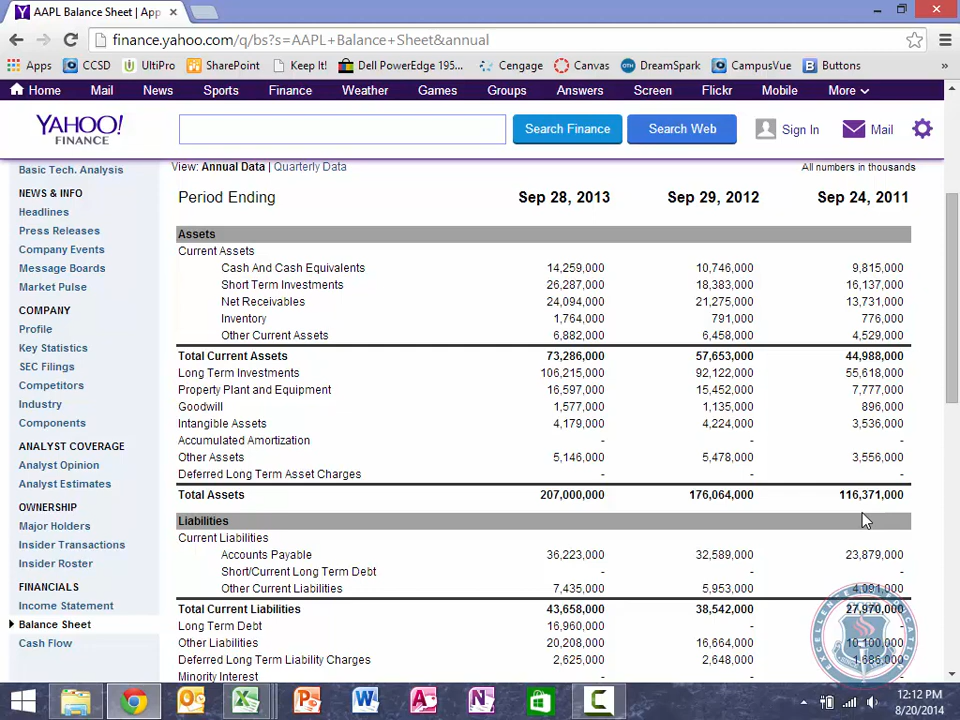 AAPL Balance Sheet | App
finance.yahoo.com/q/bs?s=AAPL+Balance+Sheet&annual
Apps CCSD UltiPro SharePoint Keep It! Dell PowerEdge 195... Cengage Canvas DreamSpark CampusVue Buttons »
Home Mail News Sports Finance Weather Games Groups Answers Screen Flickr Mobile More
YAHOO! FINANCE Search Finance Search Web Sign In Mail
Basic Tech. Analysis
NEWS & INFO
Headlines
Press Releases
Company Events
Message Boards
Market Pulse
COMPANY
Profile
Key Statistics
SEC Filings
Competitors
Industry
Components
ANALYST COVERAGE
Analyst Opinion
Analyst Estimates
OWNERSHIP
Major Holders
Insider Transactions
Insider Roster
FINANCIALS
Income Statement
Balance Sheet
Cash Flow
View: Annual Data | Quarterly Data All numbers in thousands
Period Ending Sep 28, 2013 Sep 29, 2012 Sep 24, 2011
Assets
Current Assets
Cash And Cash Equivalents 14,259,000 10,746,000 9,815,000
Short Term Investments 26,287,000 18,383,000 16,137,000
Net Receivables 24,094,000 21,275,000 13,731,000
Inventory 1,764,000 791,000 776,000
Other Current Assets 6,882,000 6,458,000 4,529,000
Total Current Assets 73,286,000 57,653,000 44,988,000
Long Term Investments 106,215,000 92,122,000 55,618,000
Property Plant and Equipment 16,597,000 15,452,000 7,777,000
Goodwill 1,577,000 1,135,000 896,000
Intangible Assets 4,179,000 4,224,000 3,536,000
Accumulated Amortization - - -
Other Assets 5,146,000 5,478,000 3,556,000
Deferred Long Term Asset Charges - - -
Total Assets 207,000,000 176,064,000 116,371,000
Liabilities
Current Liabilities
Accounts Payable 36,223,000 32,589,000 23,879,000
Short/Current Long Term Debt - - -
Other Current Liabilities 7,435,000 5,953,000 4,091,000
Total Current Liabilities 43,658,000 38,542,000 27,970,000
Long Term Debt 16,960,000 - -
Other Liabilities 20,208,000 16,664,000 10,100,000
Deferred Long Term Liability Charges 2,625,000 2,648,000 1,686,000
Minority Interest - - -
12:12 PM
8/20/2014